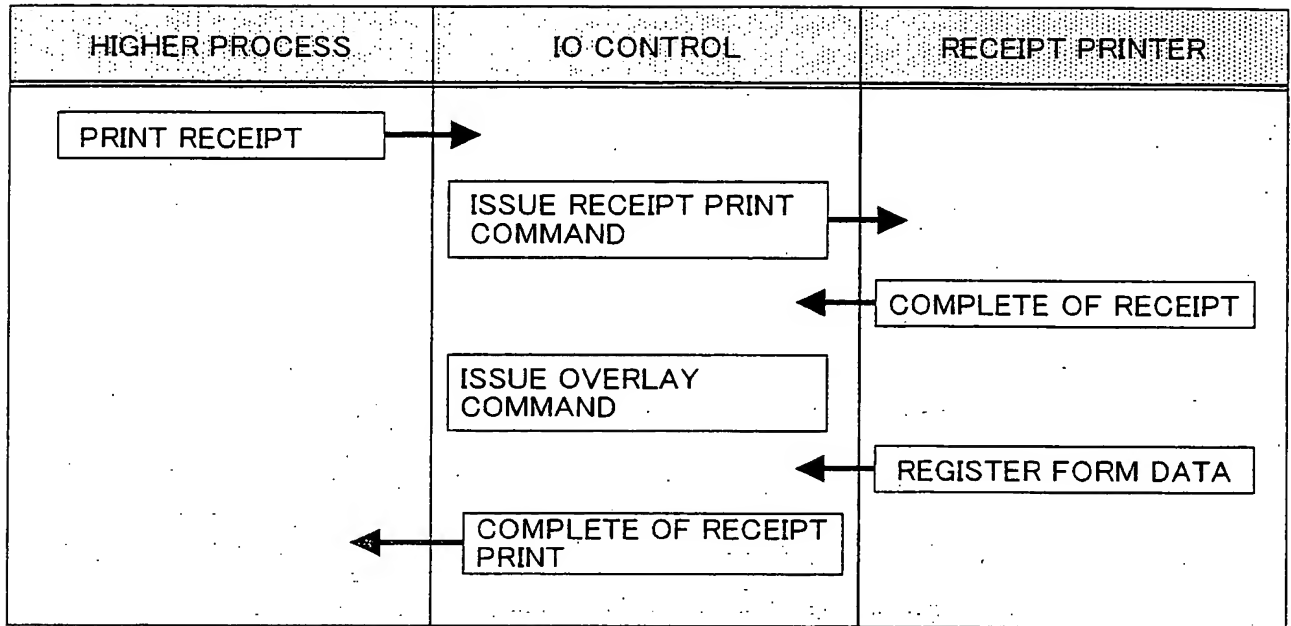 HIGHER PROCESS
IO CONTROL
RECEIPT PRINTER
PRINT RECEIPT
ISSUE RECEIPT PRINT
COMMAND
COMPLETE OF RECEIPT
ISSUE OVERLAY
COMMAND
REGISTER FORM DATA
COMPLETE OF RECEIPT
PRINT